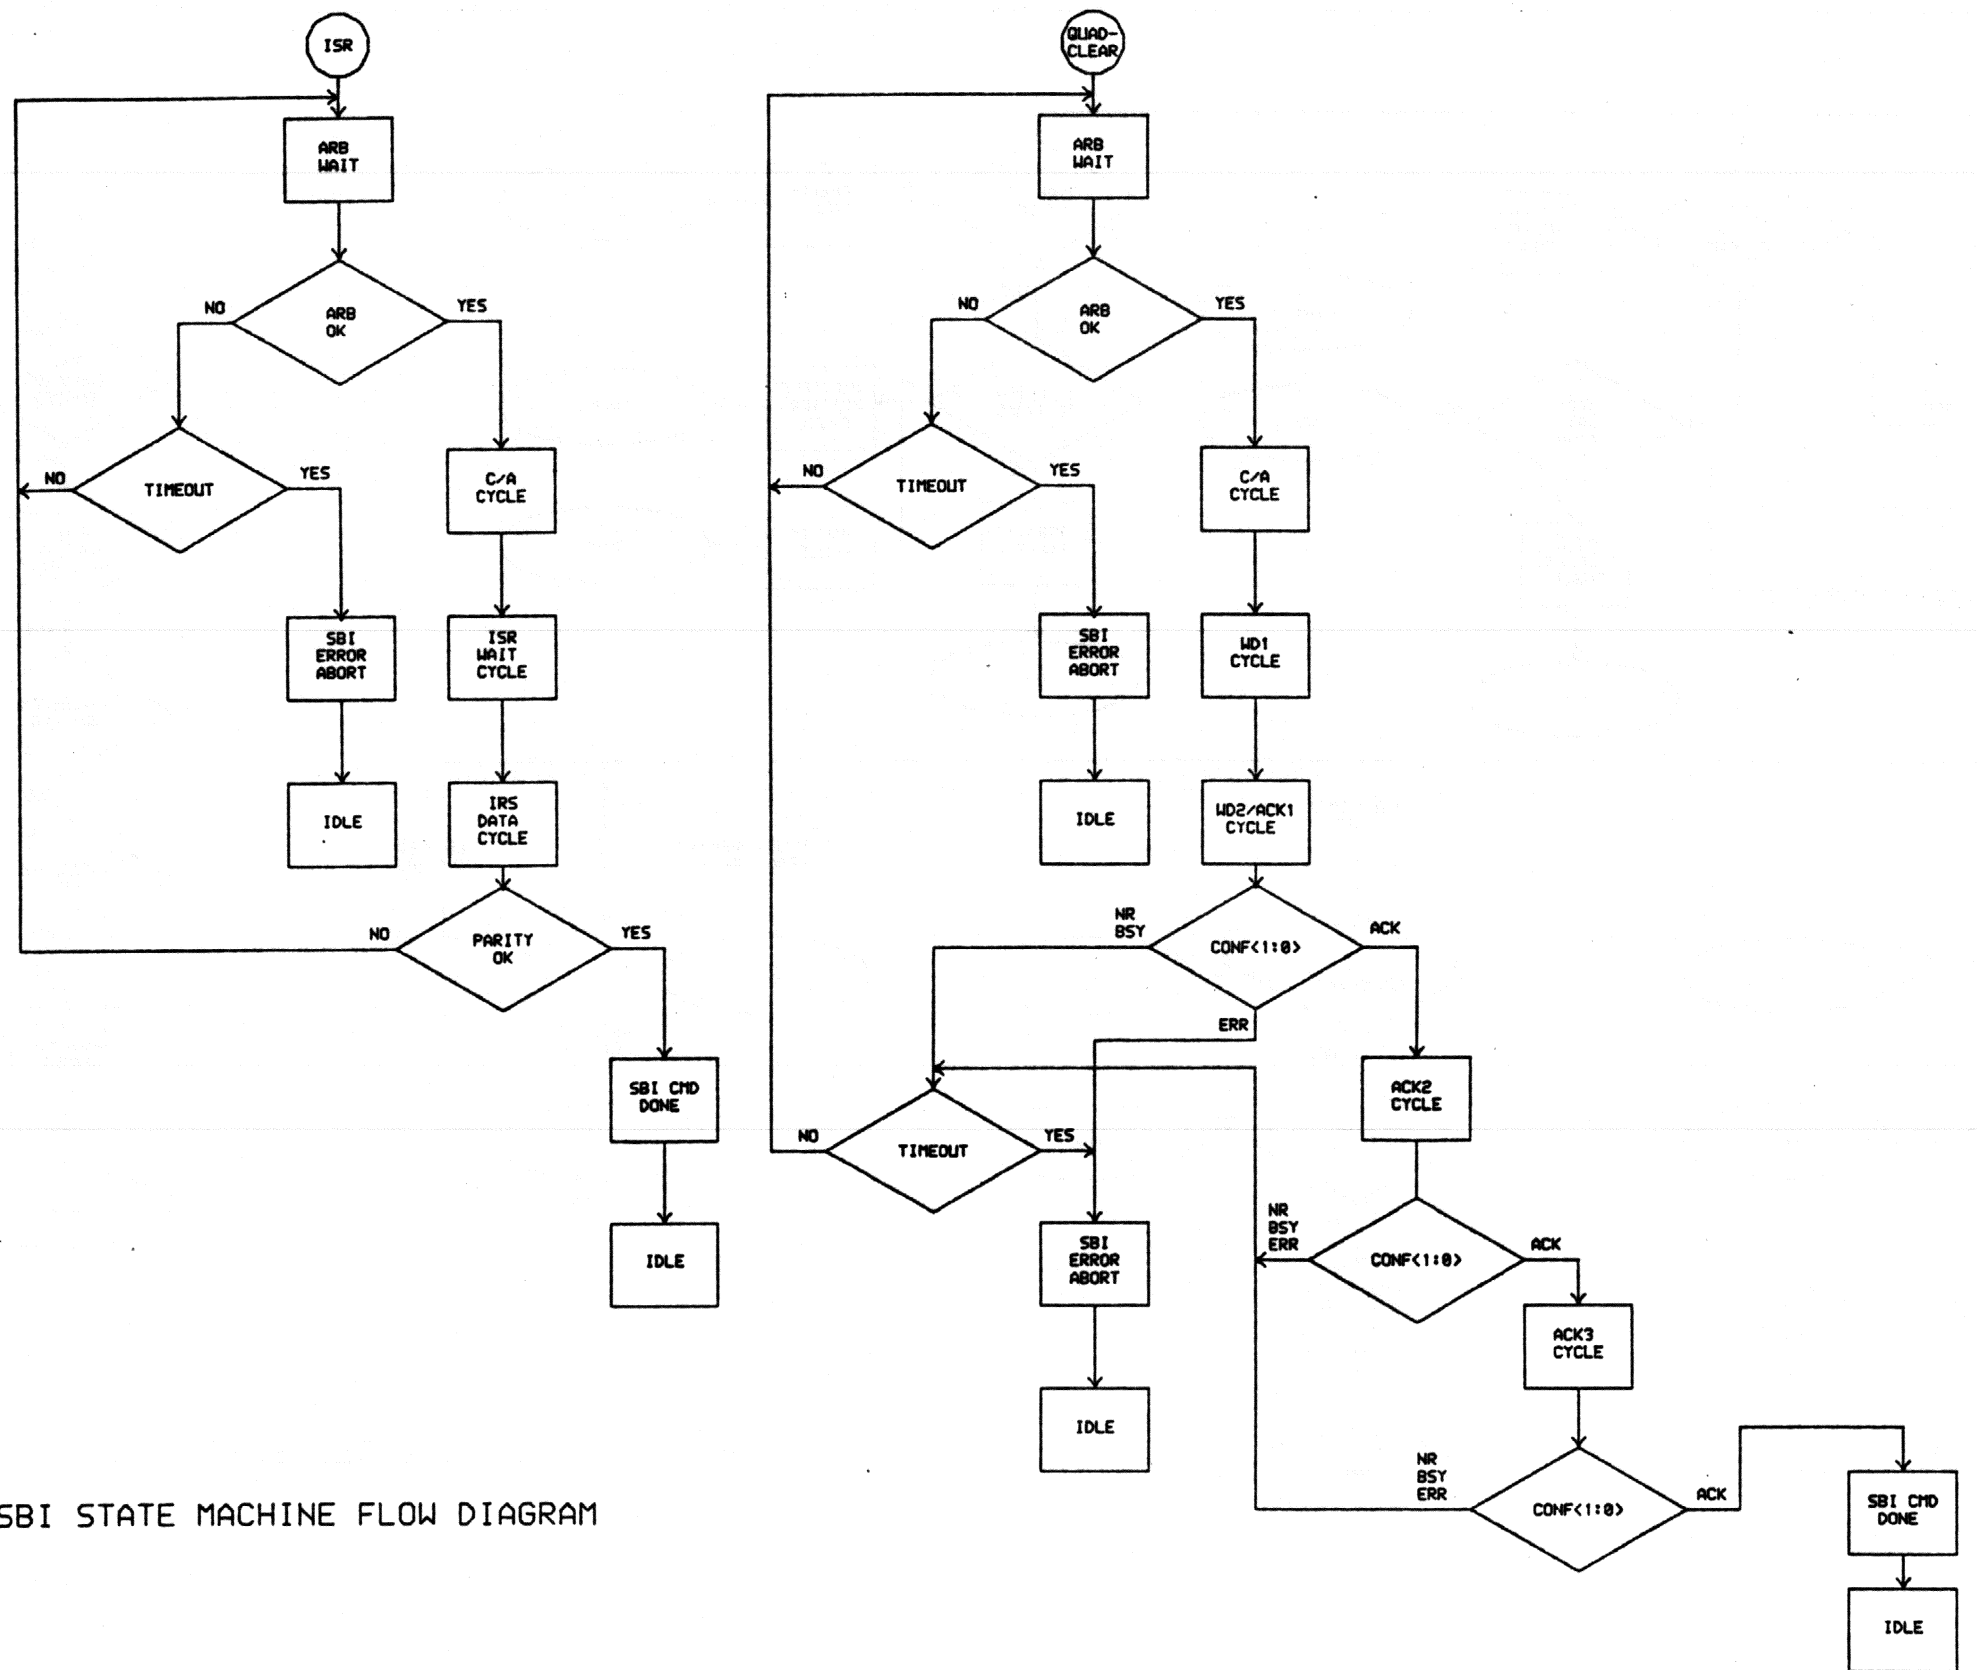 ISR
ARB
WAIT
NO
ARB
OK
YES
NO
TIMEOUT
YES
C/A
CYCLE
SBI
ERROR
ABORT
ISR
WAIT
CYCLE
IDLE
IRS
DATA
CYCLE
NO
PARITY
OK
YES
SBI CMD
DONE
IDLE
QUAD-
CLEAR
ARB
WAIT
NO
ARB
OK
YES
NO
TIMEOUT
YES
C/A
CYCLE
SBI
ERROR
ABORT
WD1
CYCLE
IDLE
WD2/ACK1
CYCLE
NR
BSY
CONF<1:0>
ACK
ERR
NO
TIMEOUT
YES
ACK2
CYCLE
SBI
ERROR
ABORT
NR
BSY
ERR
CONF<1:0>
ACK
ACK3
CYCLE
IDLE
NR
BSY
ERR
CONF<1:0>
ACK
SBI CMD
DONE
IDLE
SBI STATE MACHINE FLOW DIAGRAM